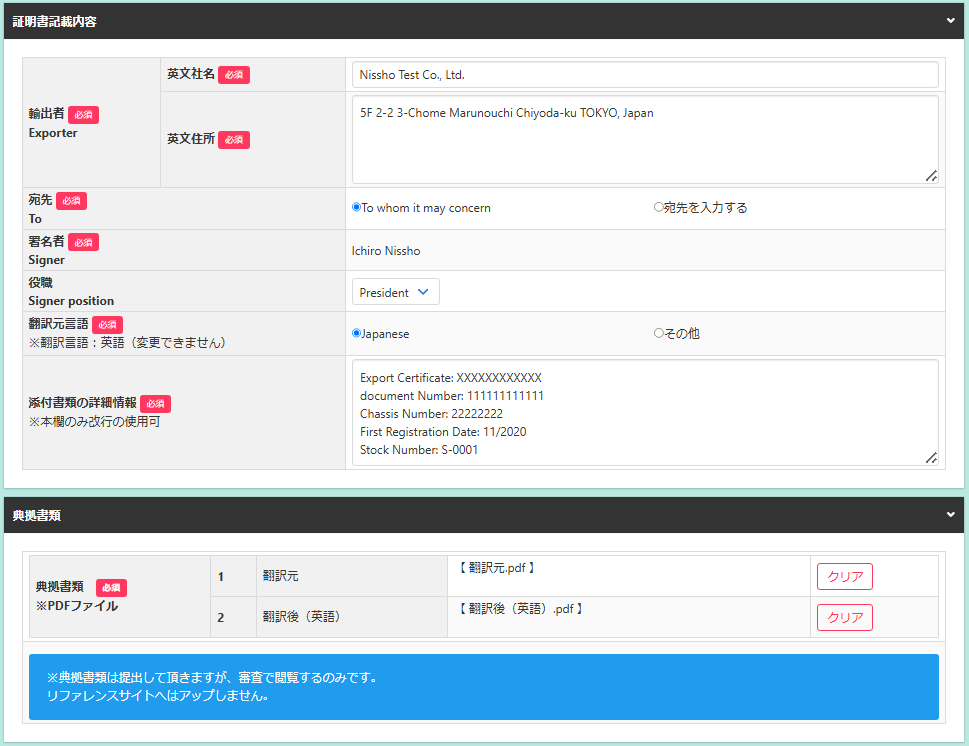 証明書記載内容
輸出者 必須
Exporter
英文社名 必須
Nissho Test Co., Ltd.
英文住所 必須
5F 2-2 3-Chome Marunouchi Chiyoda-ku TOKYO, Japan
宛先 必須
To
To whom it may concern
宛先を入力する
署名者 必須
Signer
Ichiro Nissho
役職
Signer position
President
翻訳元言語 必須
※翻訳言語：英語（変更できません）
Japanese
その他
添付書類の詳細情報 必須
※本欄のみ改行の使用可
Export Certificate: XXXXXXXXXXXX
document Number: 111111111111
Chassis Number: 22222222
First Registration Date: 11/2020
Stock Number: S-0001
典拠書類
典拠書類 必須
※PDFファイル
1 翻訳元 【 翻訳元.pdf 】 クリア
2 翻訳後（英語） 【 翻訳後（英語）.pdf 】 クリア
※典拠書類は提出して頂きますが、審査で閲覧するのみです。
リファレンスサイトへはアップしません。